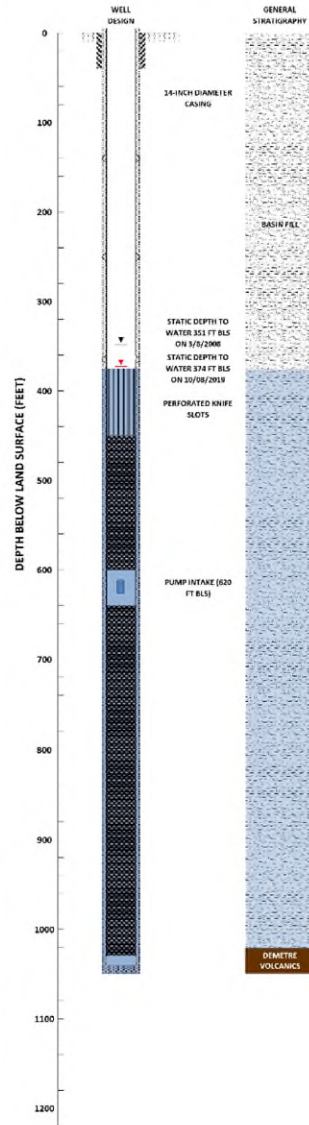 WELL
DESIGN
GENERAL
STRATIGRAPHY
0
14-INCH DIAMETER
CASING
100
200
BASIN FILL
300
STATIC DEPTH TO
WATER 351 FT BLS
ON 3/8/2008
STATIC DEPTH TO
WATER 374 FT BLS
ON 10/08/2019
400
PERFORATED KNIFE
SLOTS
500
DEPTH BELOW LAND SURFACE (FEET)
600
PUMP INTAKE (620
FT BLS)
700
800
900
1000
DEMETRE
VOLCANICS
1100
1200